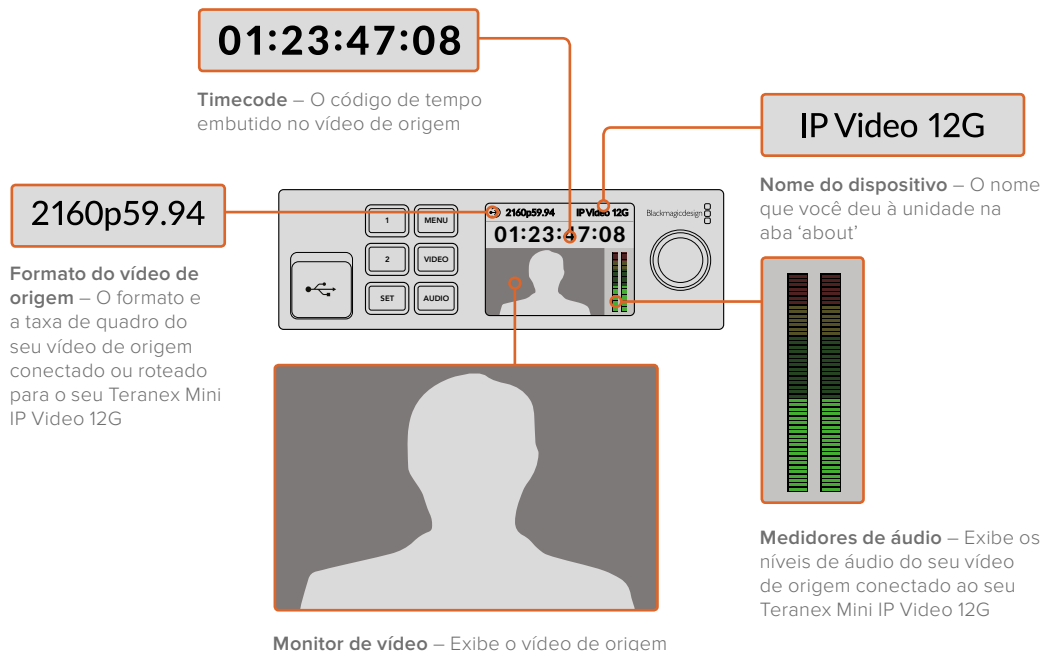 01:23:47:08
Timecode – O código de tempo
embutido no vídeo de origem
IP Video 12G
Nome do dispositivo – O nome
que você deu à unidade na
aba ‘about’
2160p59.94
Formato do vídeo de
origem – O formato e
a taxa de quadro do
seu vídeo de origem
conectado ou roteado
para o seu Teranex Mini
IP Video 12G
1 MENU
2 VIDEO
SET AUDIO
2160p59.94 IP Video 12G
01:23:47:08
Blackmagicdesign
Medidores de áudio – Exibe os
níveis de áudio do seu vídeo
de origem conectado ao seu
Teranex Mini IP Video 12G
Monitor de vídeo – Exibe o vídeo de origem